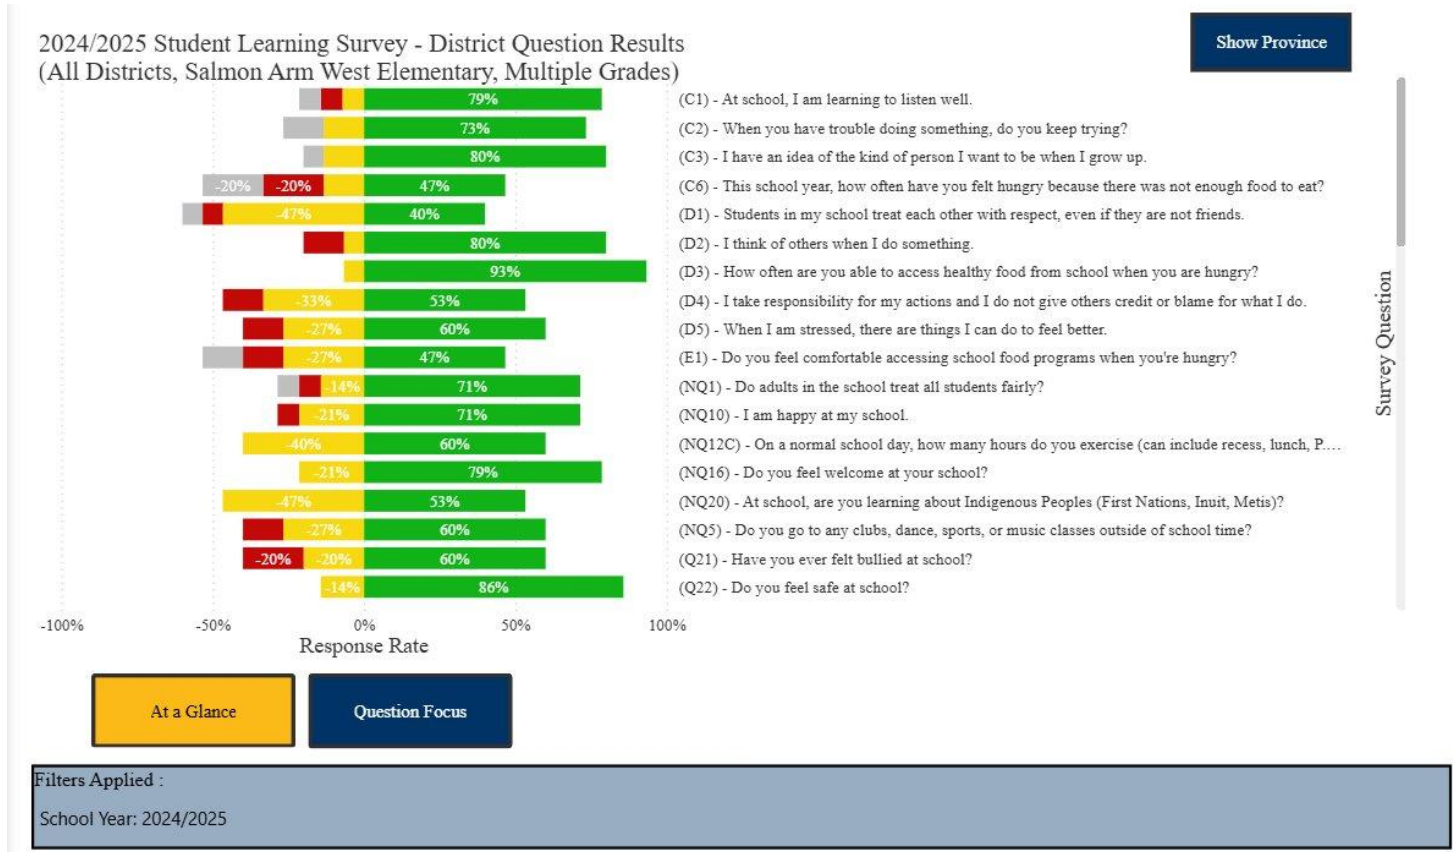 2024/2025 Student Learning Survey - District Question Results
(All Districts, Salmon Arm West Elementary, Multiple Grades)
Show Province
79% (C1) - At school, I am learning to listen well.
73% (C2) - When you have trouble doing something, do you keep trying?
80% (C3) - I have an idea of the kind of person I want to be when I grow up.
-20% -20% 47% (C6) - This school year, how often have you felt hungry because there was not enough food to eat?
-47% 40% (D1) - Students in my school treat each other with respect, even if they are not friends.
80% (D2) - I think of others when I do something.
93% (D3) - How often are you able to access healthy food from school when you are hungry?
-33% 53% (D4) - I take responsibility for my actions and I do not give others credit or blame for what I do.
-27% 60% (D5) - When I am stressed, there are things I can do to feel better.
-27% 47% (E1) - Do you feel comfortable accessing school food programs when you're hungry?
-14% 71% (NQ1) - Do adults in the school treat all students fairly?
-21% 71% (NQ10) - I am happy at my school.
-40% 60% (NQ12C) - On a normal school day, how many hours do you exercise (can include recess, lunch, P....
-21% 79% (NQ16) - Do you feel welcome at your school?
-47% 53% (NQ20) - At school, are you learning about Indigenous Peoples (First Nations, Inuit, Metis)?
-27% 60% (NQ5) - Do you go to any clubs, dance, sports, or music classes outside of school time?
-20% -20% 60% (Q21) - Have you ever felt bullied at school?
-14% 86% (Q22) - Do you feel safe at school?
Survey Question
-100% -50% 0% 50% 100%
Response Rate
At a Glance
Question Focus
Filters Applied :
School Year: 2024/2025